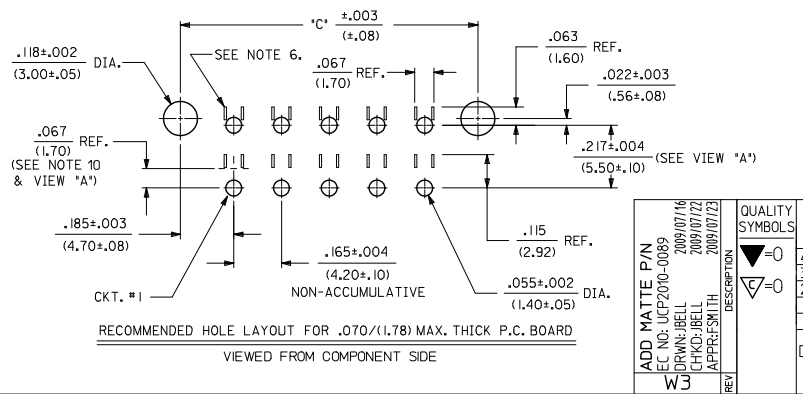 "C" ±.003
(±.08)
.118±.002 DIA.
(3.00±.05)
SEE NOTE 6.
.067 REF.
(1.70)
.063 REF.
(1.60)
.022±.003
(.56±.08)
.067 REF.
(1.70)
(SEE NOTE 10
& VIEW "A")
.217±.004 (SEE VIEW "A")
(5.50±.10)
.185±.003
(4.70±.08)
.165±.004
(4.20±.10)
NON-ACCUMULATIVE
.115 REF.
(2.92)
.055±.002 DIA.
(1.40±.05)
CKT. #1
RECOMMENDED HOLE LAYOUT FOR .070/(1.78) MAX. THICK P.C. BOARD
VIEWED FROM COMPONENT SIDE
ADD MATTE P/N
EC NO: UCP2010-0089
DRWN:JBELL 2009/07/16
CH'KD:JBELL 2009/07/22
APPR:FSMITH 2009/07/23
DESCRIPTION
W3
REV
QUALITY
SYMBOLS
=0
C =0